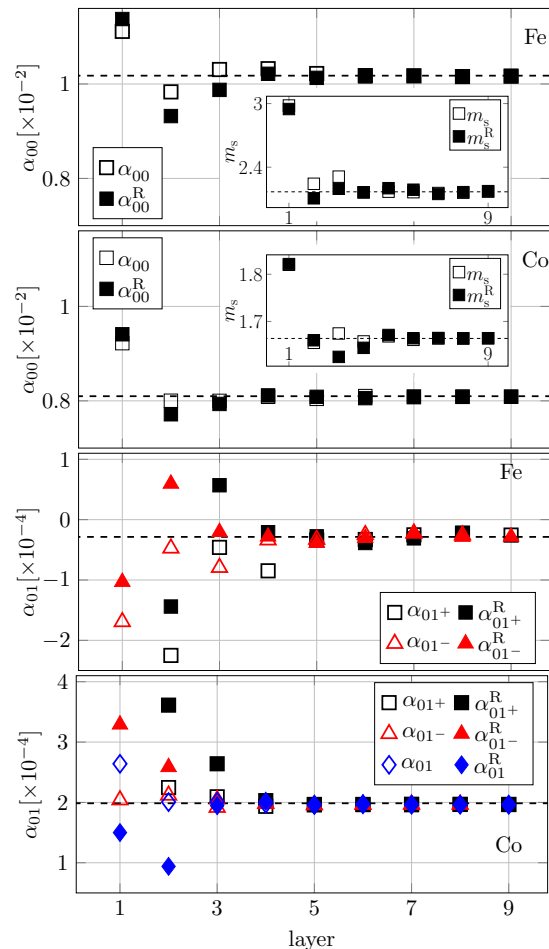 Fe
α₀₀[×10⁻²]
1
0.8
α₀₀
α₀₀ᴿ
mₛ
3
2.2
1
9
mₛ
mₛᴿ
Co
α₀₀[×10⁻²]
1
0.8
α₀₀
α₀₀ᴿ
mₛ
1.8
1.7
1
9
mₛ
mₛᴿ
Fe
α₀₁[×10⁻⁴]
1
0
−1
−2
α₀₁₊ α₀₁₊ᴿ
α₀₁₋ α₀₁₋ᴿ
α₀₁[×10⁻⁴]
4
3
2
1
α₀₁₊ α₀₁₊ᴿ
α₀₁₋ α₀₁₋ᴿ
α₀₁ α₀₁ᴿ
Co
1 3 5 7 9
layer